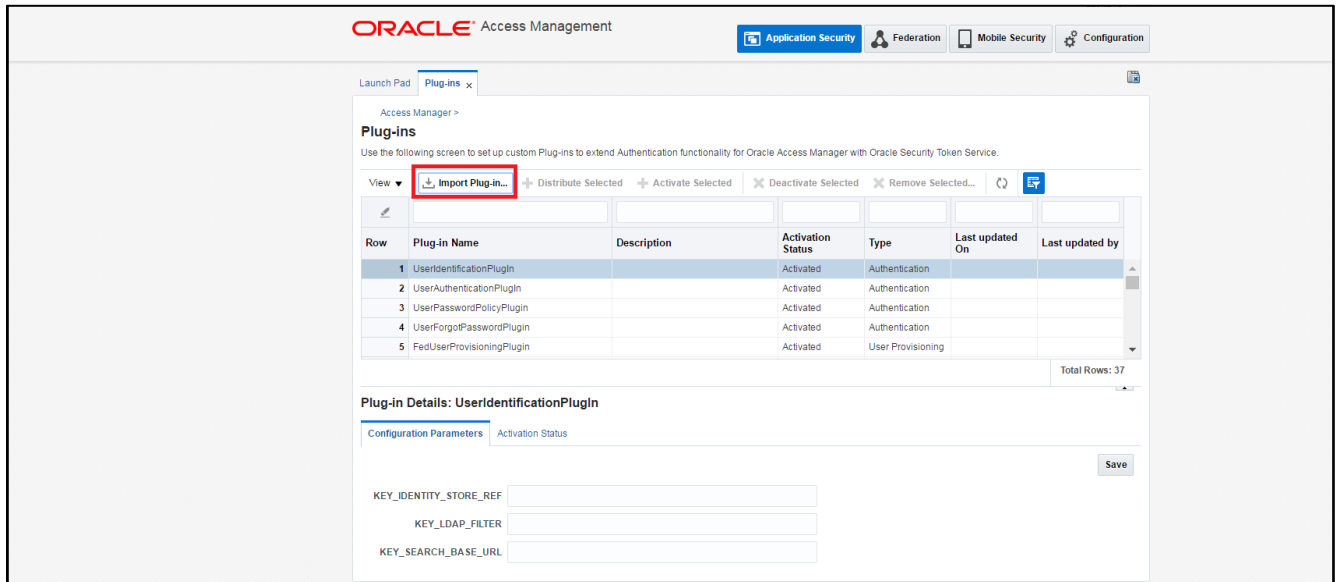 ORACLE Access Management
Application Security Federation Mobile Security Configuration
Launch Pad Plug-ins x
Access Manager >
Plug-ins
Use the following screen to set up custom Plug-ins to extend Authentication functionality for Oracle Access Manager with Oracle Security Token Service.
View Import Plug-in... Distribute Selected Activate Selected Deactivate Selected Remove Selected...
Row Plug-in Name Description Activation Status Type Last updated On Last updated by
1 UserIdentificationPlugIn Activated Authentication
2 UserAuthenticationPlugIn Activated Authentication
3 UserPasswordPolicyPlugin Activated Authentication
4 UserForgotPasswordPlugin Activated Authentication
5 FedUserProvisioningPlugin Activated User Provisioning
Total Rows: 37
Plug-in Details: UserIdentificationPlugIn
Configuration Parameters Activation Status
Save
KEY_IDENTITY_STORE_REF
KEY_LDAP_FILTER
KEY_SEARCH_BASE_URL